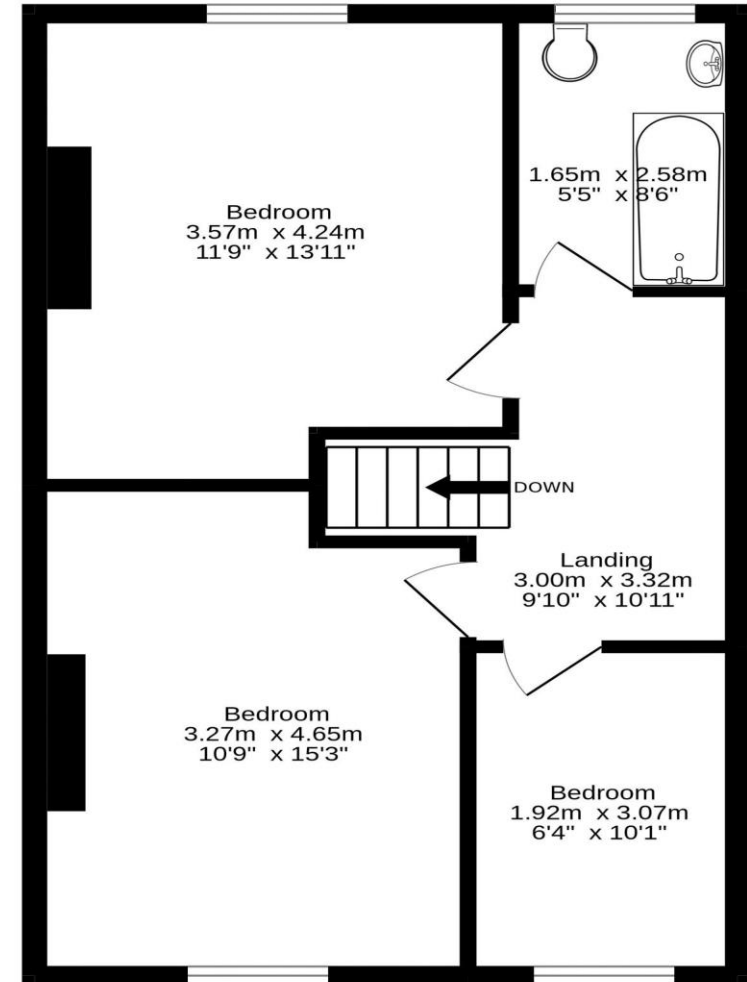 1.65m x 2.58m
5'5" x 8'6"
Bedroom
3.57m x 4.24m
11'9" x 13'11"
DOWN
Landing
3.00m x 3.32m
9'10" x 10'11"
Bedroom
3.27m x 4.65m
10'9" x 15'3"
Bedroom
1.92m x 3.07m
6'4" x 10'1"